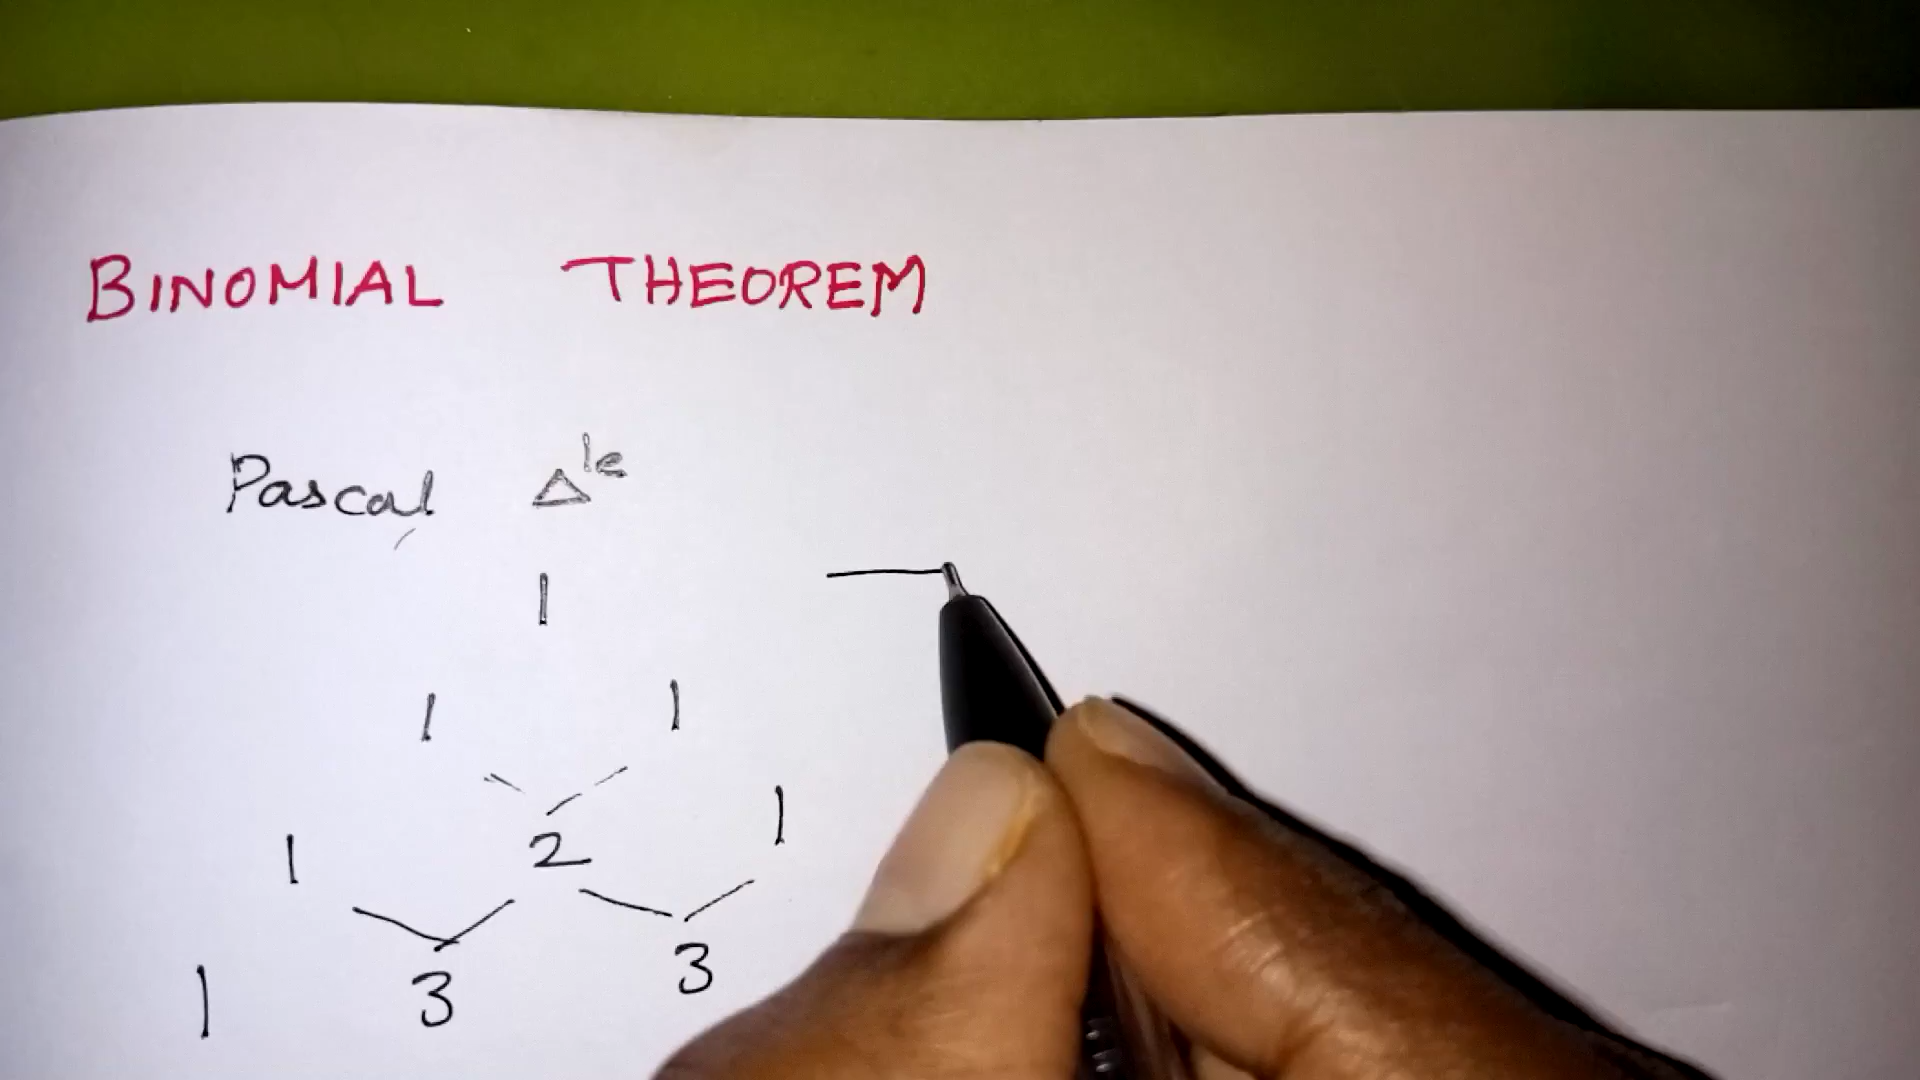 BINOMIAL THEOREM
Pascal △le
1
1 1
1 2 1
1 3 3